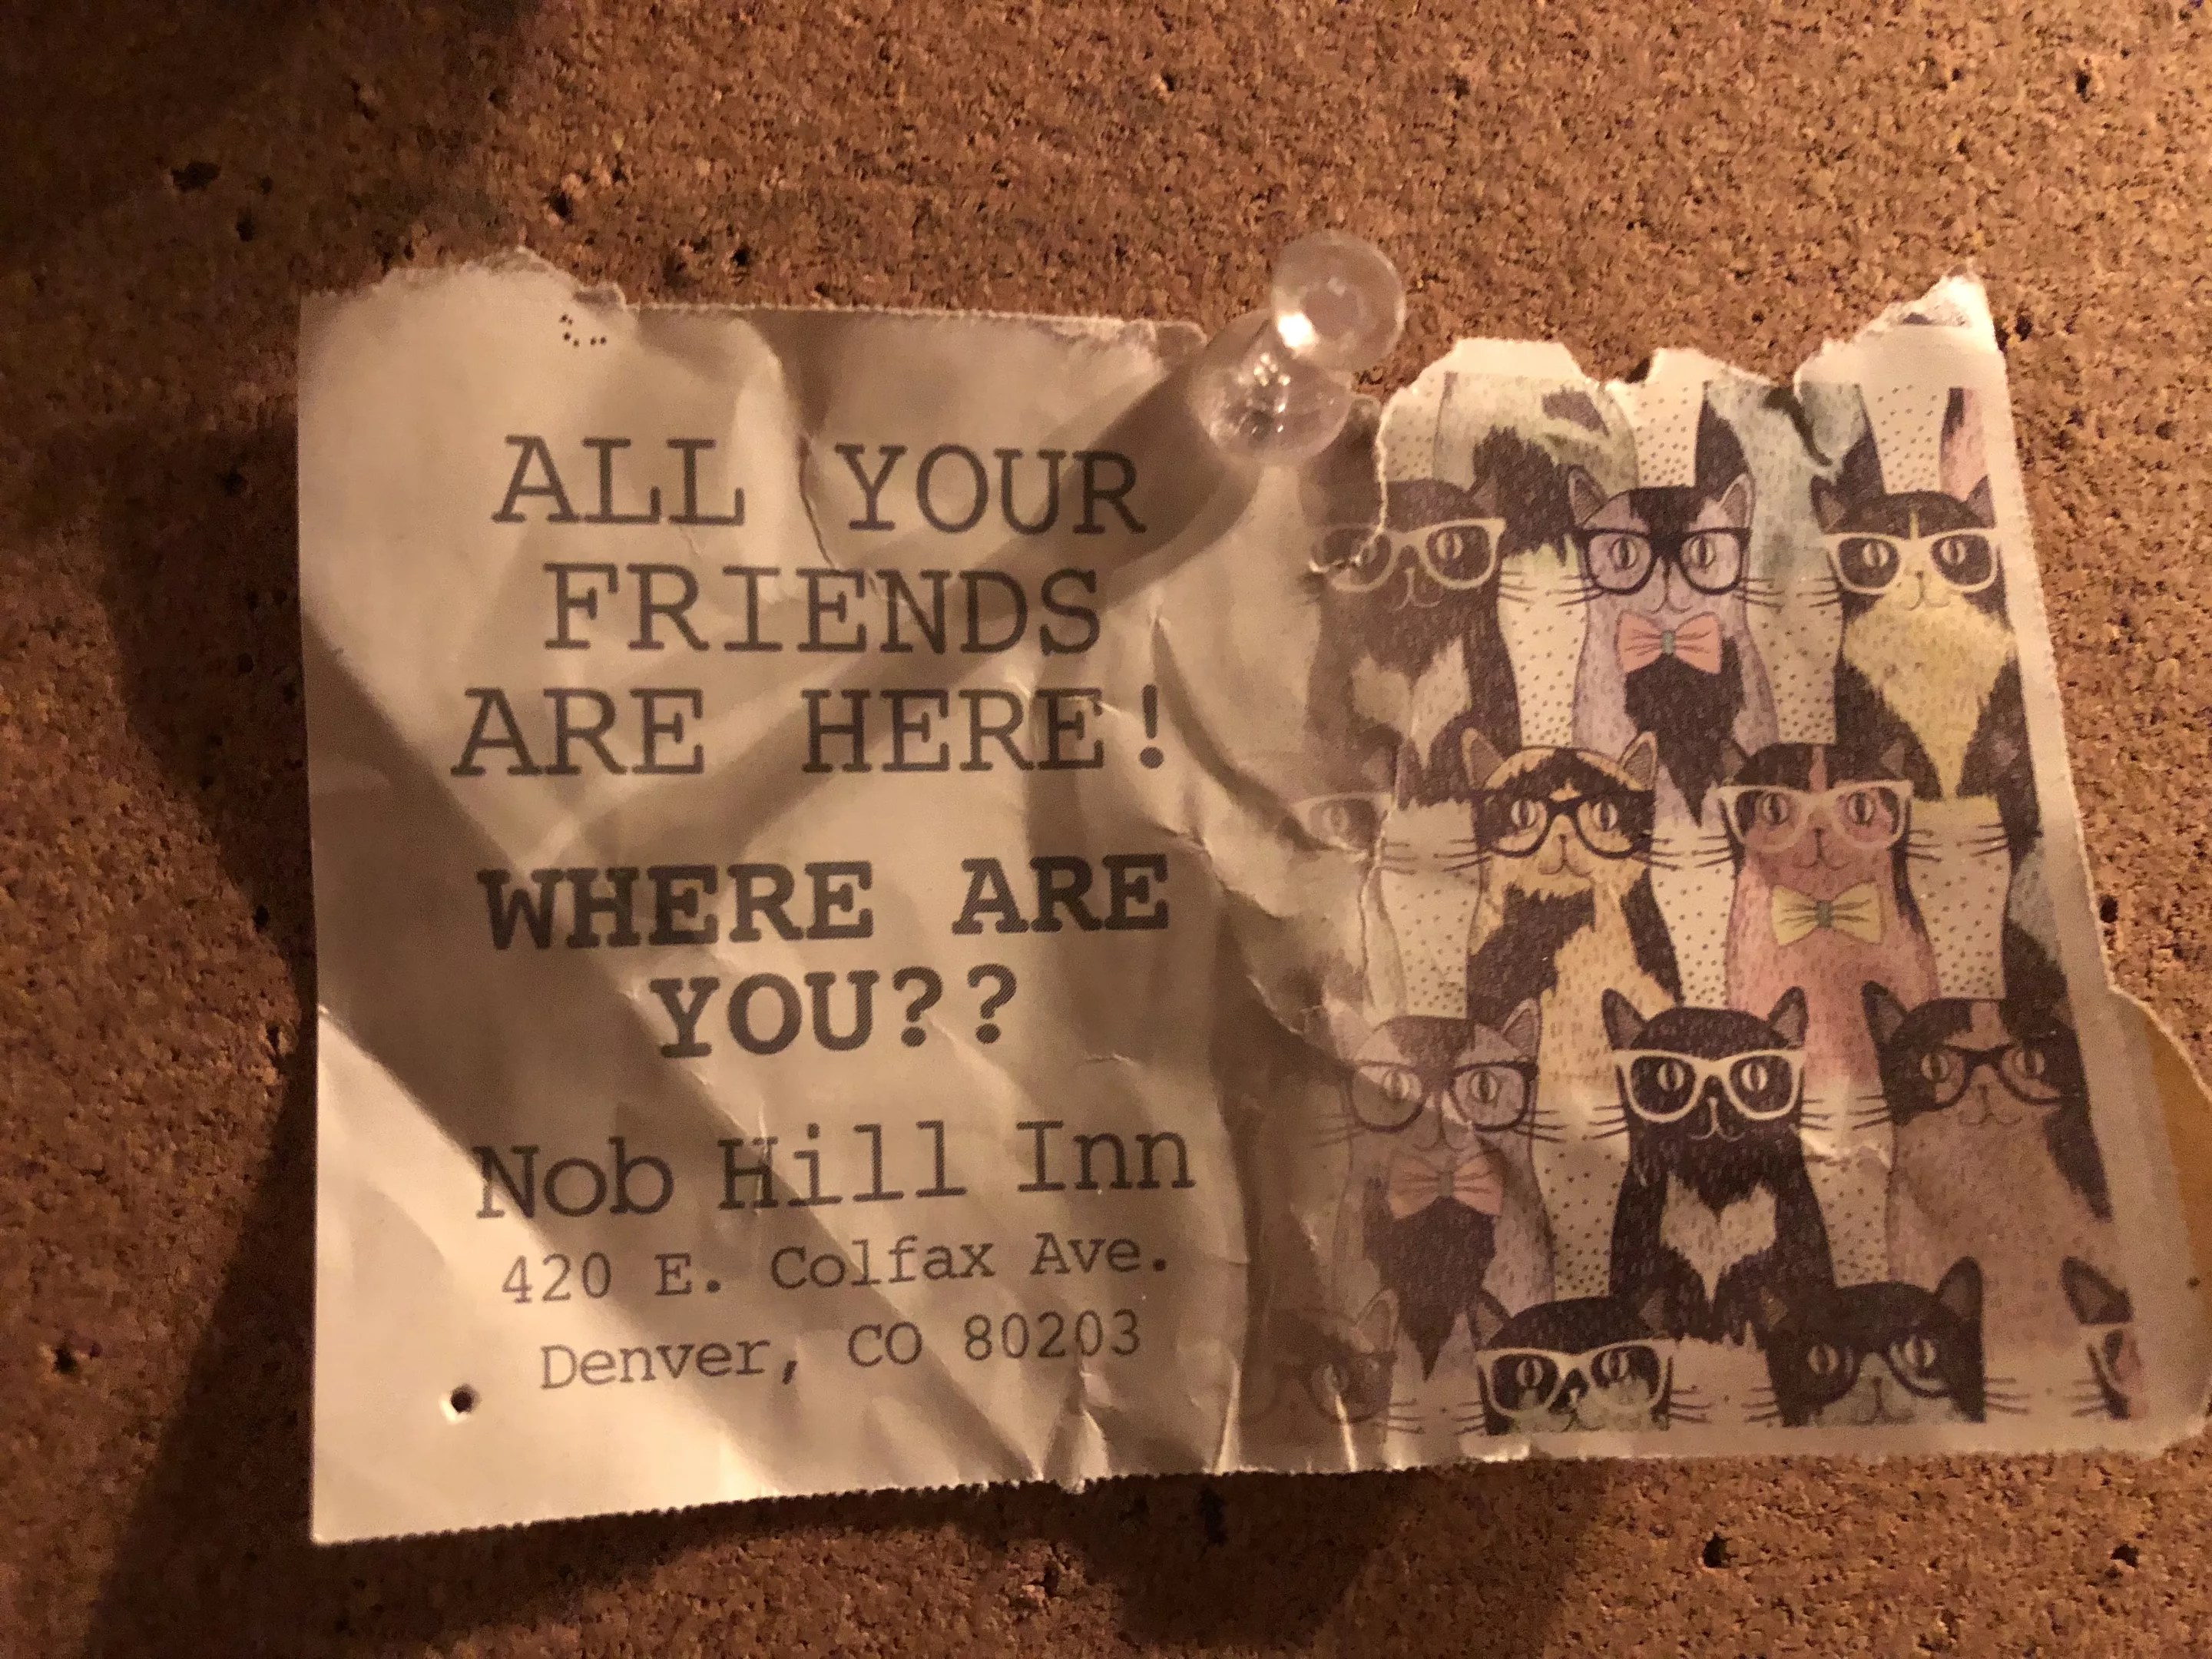 ALL YOUR
FRIENDS
ARE HERE!
WHERE ARE
YOU??
Nob Hill Inn
420 E. Colfax Ave.
Denver, CO 80203